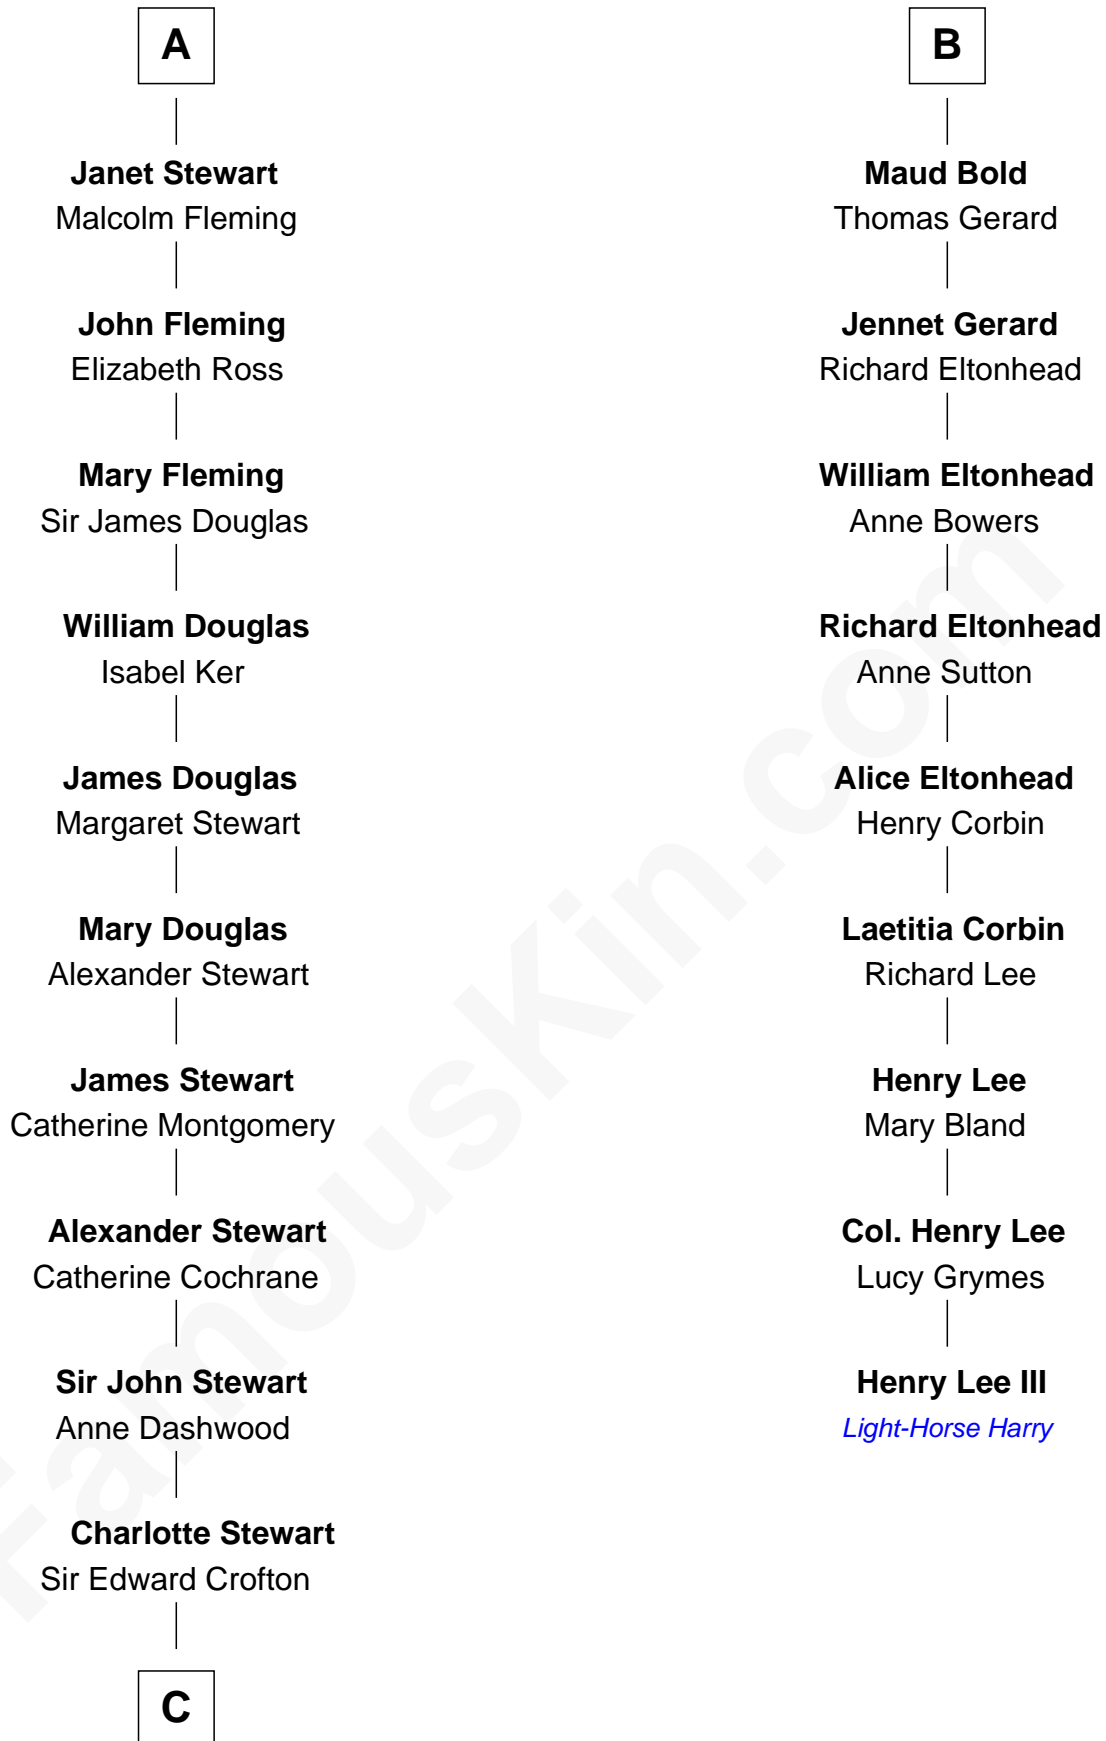 A
Janet Stewart
Malcolm Fleming
John Fleming
Elizabeth Ross
Mary Fleming
Sir James Douglas
William Douglas
Isabel Ker
James Douglas
Margaret Stewart
Mary Douglas
Alexander Stewart
James Stewart
Catherine Montgomery
Alexander Stewart
Catherine Cochrane
Sir John Stewart
Anne Dashwood
Charlotte Stewart
Sir Edward Crofton
C
B
Maud Bold
Thomas Gerard
Jennet Gerard
Richard Eltonhead
William Eltonhead
Anne Bowers
Richard Eltonhead
Anne Sutton
Alice Eltonhead
Henry Corbin
Laetitia Corbin
Richard Lee
Henry Lee
Mary Bland
Col. Henry Lee
Lucy Grymes
Henry Lee III
Light-Horse Harry
FamousKin.com